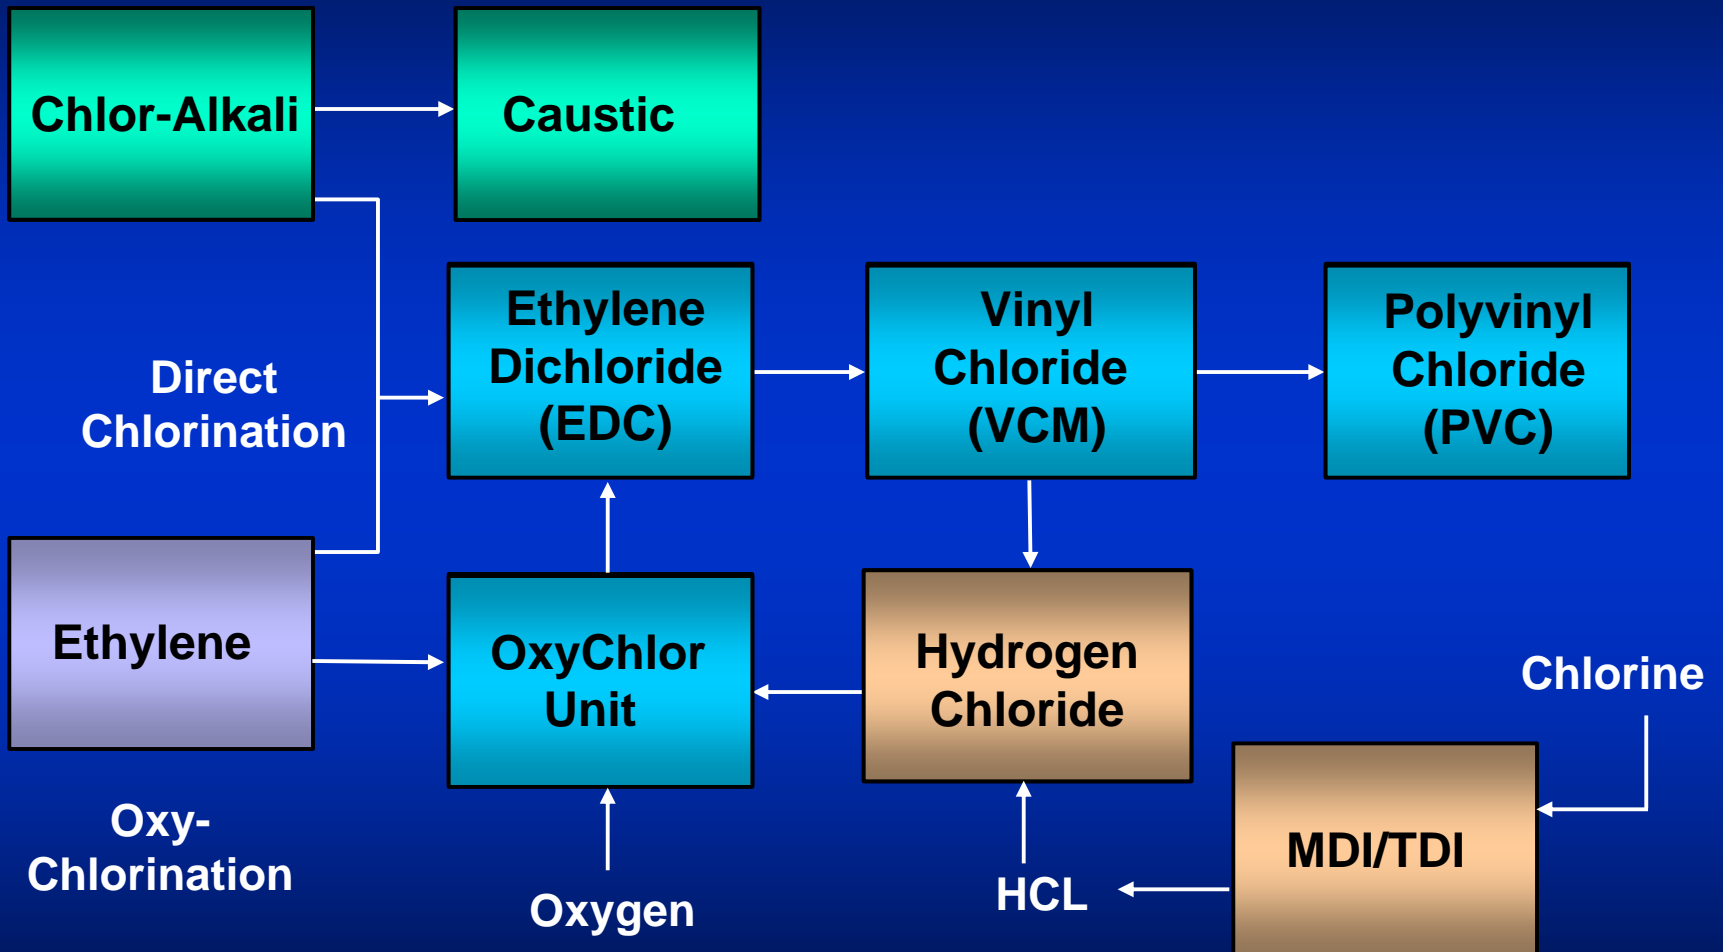 Chlor-Alkali
Caustic
Ethylene
Dichloride
(EDC)
Vinyl
Chloride
(VCM)
Polyvinyl
Chloride
(PVC)
Direct
Chlorination
Ethylene
OxyChlor
Unit
Hydrogen
Chloride
Chlorine
Oxy-
Chlorination
Oxygen
HCL
MDI/TDI